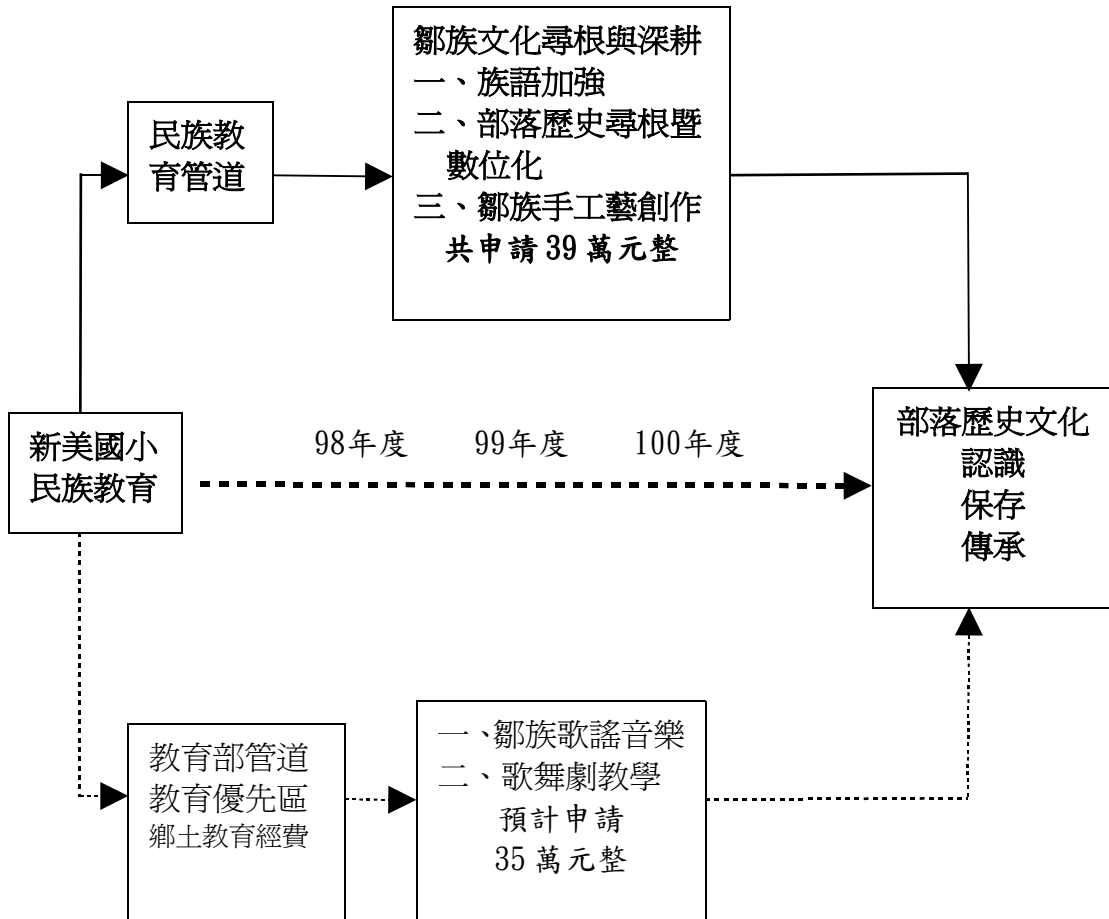 鄒族文化尋根與深耕
一、族語加強
二、部落歷史尋根暨
數位化
三、鄒族手工藝創作
共申請 39 萬元整
民族教
育管道
新美國小
民族教育
98年度 99年度 100年度
部落歷史文化
認識
保存
傳承
教育部管道
教育優先區
鄉土教育經費
一、鄒族歌謠音樂
二、歌舞劇教學
預計申請
35 萬元整